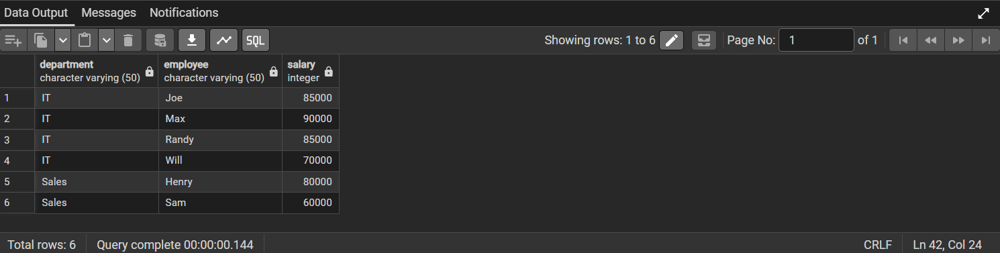 Data Output Messages Notifications
SQL Showing rows: 1 to 6 Page No: 1 of 1
department employee salary
character varying (50) character varying (50) integer
1 IT Joe 85000
2 IT Max 90000
3 IT Randy 85000
4 IT Will 70000
5 Sales Henry 80000
6 Sales Sam 60000
Total rows: 6 Query complete 00:00:00.144 CRLF Ln 42, Col 24